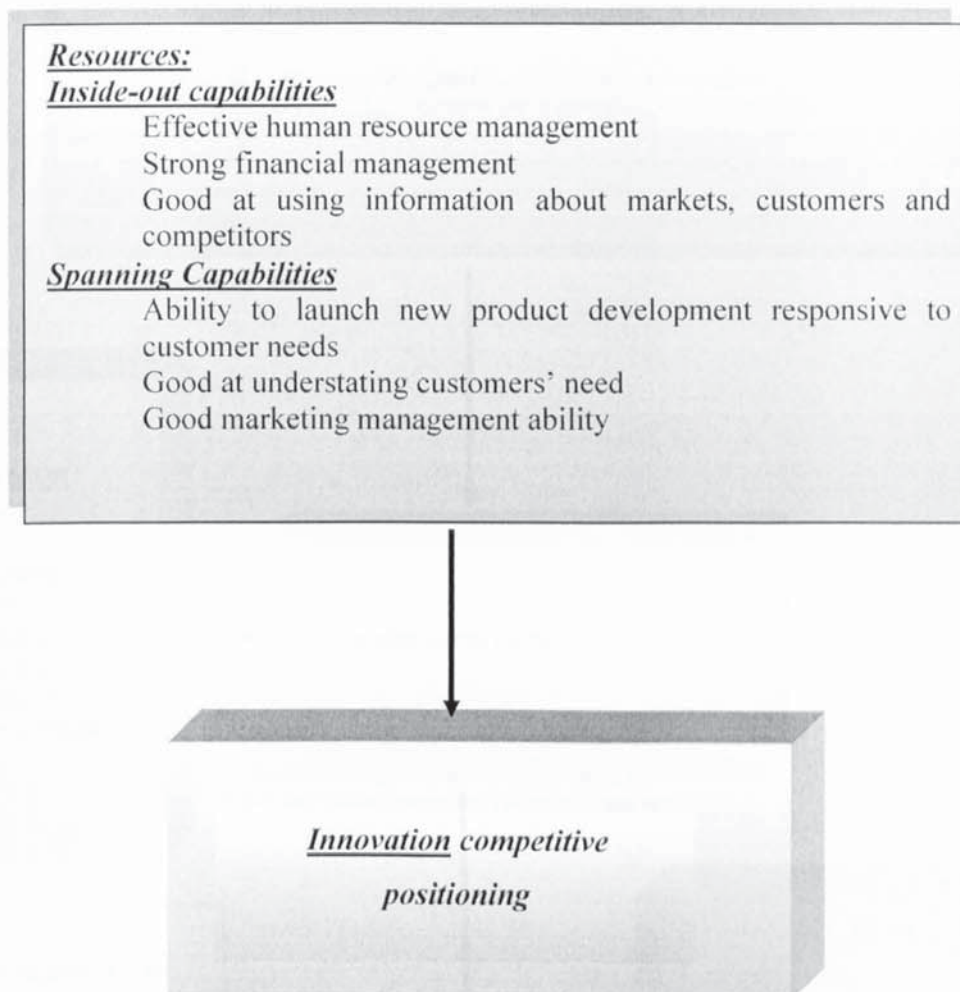 Resources:
Inside-out capabilities
Effective human resource management
Strong financial management
Good at using information about markets, customers and
competitors
Spanning Capabilities
Ability to launch new product development responsive to
customer needs
Good at understating customers’ need
Good marketing management ability
Innovation competitive
positioning